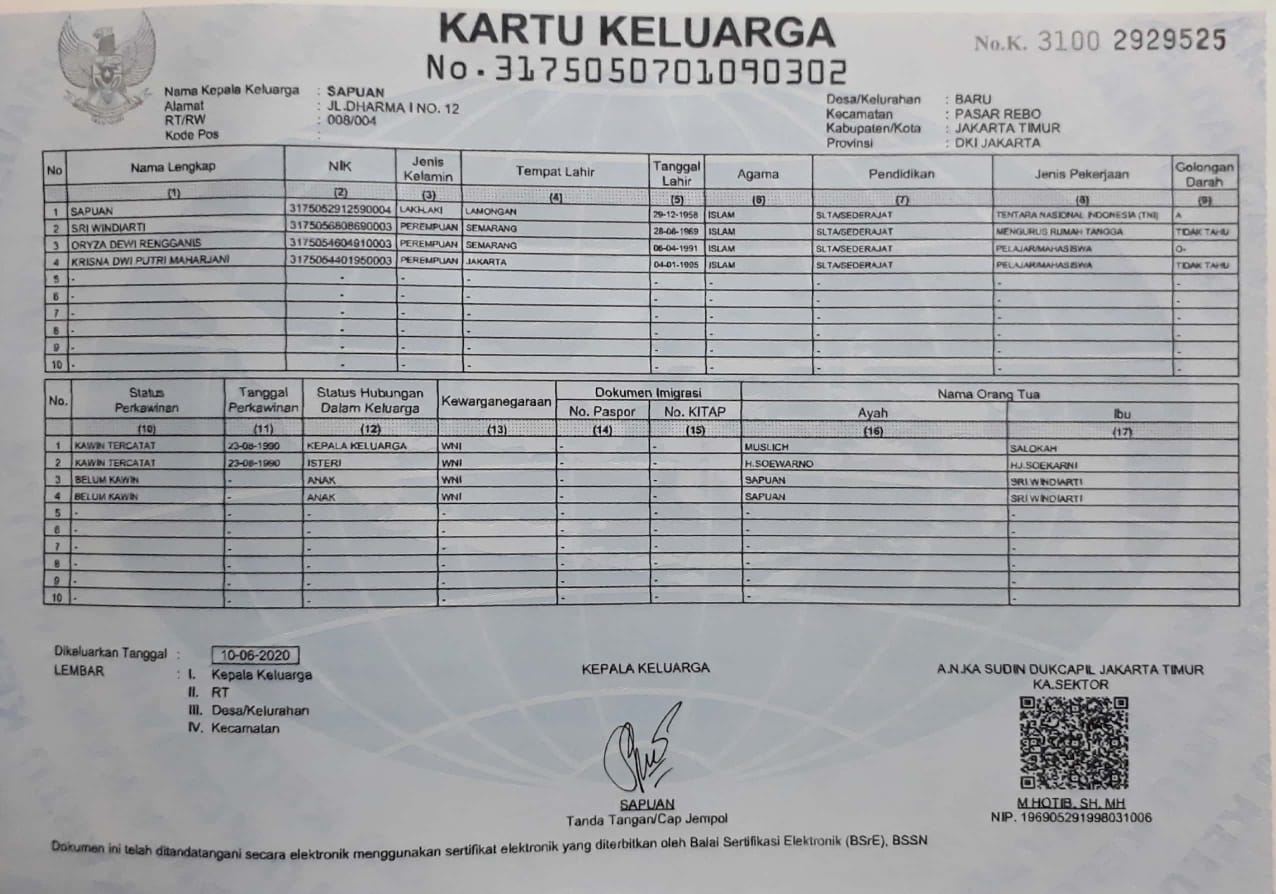 KARTU KELUARGA
No.K. 3100 2929525
No.3175050701090302
Nama Kepala Keluarga : SAPUAN
Alamat : JL.DHARMA I NO. 12
RT/RW : 008/004
Kode Pos :
Desa/Kelurahan : BARU
Kecamatan : PASAR REBO
Kabupaten/Kota : JAKARTA TIMUR
Provinsi : DKI JAKARTA
No Nama Lengkap NIK Jenis Kelamin Tempat Lahir Tanggal Lahir Agama Pendidikan Jenis Pekerjaan Golongan Darah
(1) (2) (3) (4) (5) (6) (7) (8) (9)
1 SAPUAN 3175052912590004 LAKI-LAKI LAMONGAN 29-12-1958 ISLAM SLTA/SEDERAJAT TENTARA NASIONAL INDONESIA (TNI) A
2 SRI WINDIARTI 3175056808690003 PEREMPUAN SEMARANG 28-08-1969 ISLAM SLTA/SEDERAJAT MENGURUS RUMAH TANGGA TIDAK TAHU
3 ORYZA DEWI RENGGANIS 3175054604910003 PEREMPUAN SEMARANG 06-04-1991 ISLAM SLTA/SEDERAJAT PELAJAR/MAHASISWA O-
4 KRISNA DWI PUTRI MAHARJANI 3175054401950003 PEREMPUAN JAKARTA 04-01-1995 ISLAM SLTA/SEDERAJAT PELAJAR/MAHASISWA TIDAK TAHU
5 - - - - - - - - -
6 - - - - - - - - -
7 - - - - - - - - -
8 - - - - - - - - -
9 - - - - - - - - -
10 - - - - - - - - -
No. Status Perkawinan Tanggal Perkawinan Status Hubungan Dalam Keluarga Kewarganegaraan Dokumen Imigrasi Nama Orang Tua
No. Paspor No. KITAP Ayah Ibu
(10) (11) (12) (13) (14) (15) (16) (17)
1 KAWIN TERCATAT 23-08-1990 KEPALA KELUARGA WNI - - MUSLICH SALOKAH
2 KAWIN TERCATAT 23-08-1990 ISTERI WNI - - H.SOEWARNO HJ.SOEKARNI
3 BELUM KAWIN - ANAK WNI - - SAPUAN SRI WINDIARTI
4 BELUM KAWIN - ANAK WNI - - SAPUAN SRI WINDIARTI
5 - - - - - - - -
6 - - - - - - - -
7 - - - - - - - -
8 - - - - - - - -
9 - - - - - - - -
10 - - - - - - - -
Dikeluarkan Tanggal : 10-06-2020
LEMBAR : I. Kepala Keluarga
II. RT
III. Desa/Kelurahan
IV. Kecamatan
KEPALA KELUARGA
SAPUAN
Tanda Tangan/Cap Jempol
A.N.KA SUDIN DUKCAPIL JAKARTA TIMUR
KA.SEKTOR
M HOTIB, SH, MH
NIP. 196905291998031006
Dokumen ini telah ditandatangani secara elektronik menggunakan sertifikat elektronik yang diterbitkan oleh Balai Sertifikasi Elektronik (BSrE), BSSN